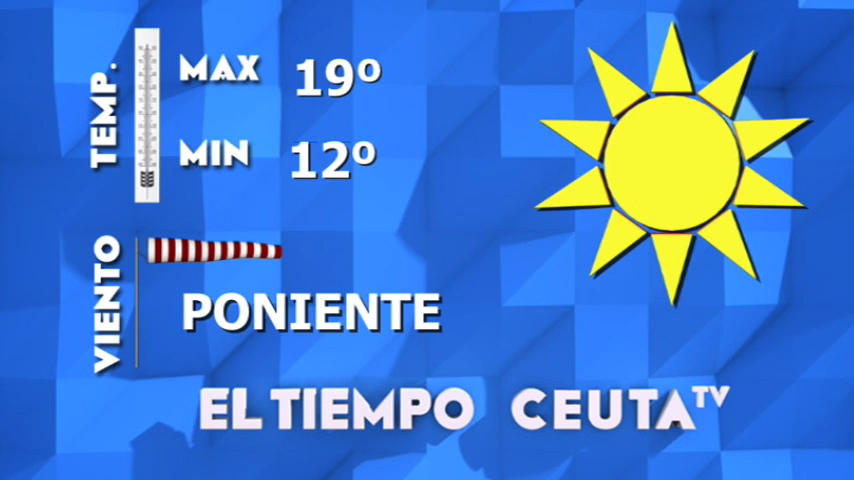 TEMP.
MAX 19º
MIN 12º
VIENTO
PONIENTE
EL TIEMPO CEUTA TV